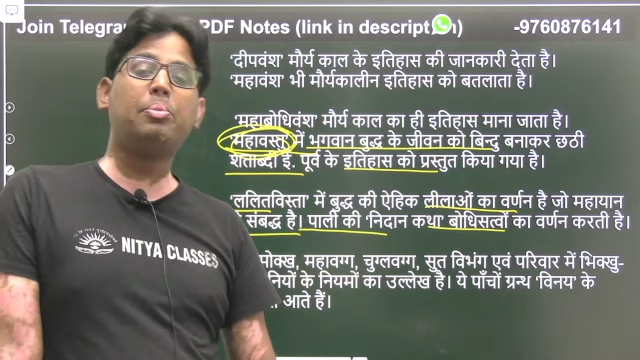 Join Telegra PDF Notes (link in descript n) -9760876141
‘दीपवंश’ मौर्य काल के इतिहास की जानकारी देता है।
‘महावंश’ भी मौर्यकालीन इतिहास को बतलाता है।
‘महाबोधिवंश’ मौर्य काल का ही इतिहास माना जाता है।
‘महावस्तु’ में भगवान बुद्ध के जीवन को बिन्दु बनाकर छठी
शताब्दी ई. पूर्व के इतिहास को प्रस्तुत किया गया है।
‘ललितविस्ता’ में बुद्ध की ऐहिक लीलाओं का वर्णन है जो महायान
संबद्ध है। पाली की ‘निदान कथा’ बोधिसत्वों का वर्णन करती है।
पोक्ख, महावग्ग, चुग्लवग्ग, सुत विभंग एवं परिवार में भिक्खु-
नियों के नियमों का उल्लेख है। ये पाँचों ग्रन्थ ‘विनय’ के
आते हैं।
NITYA CLASSES